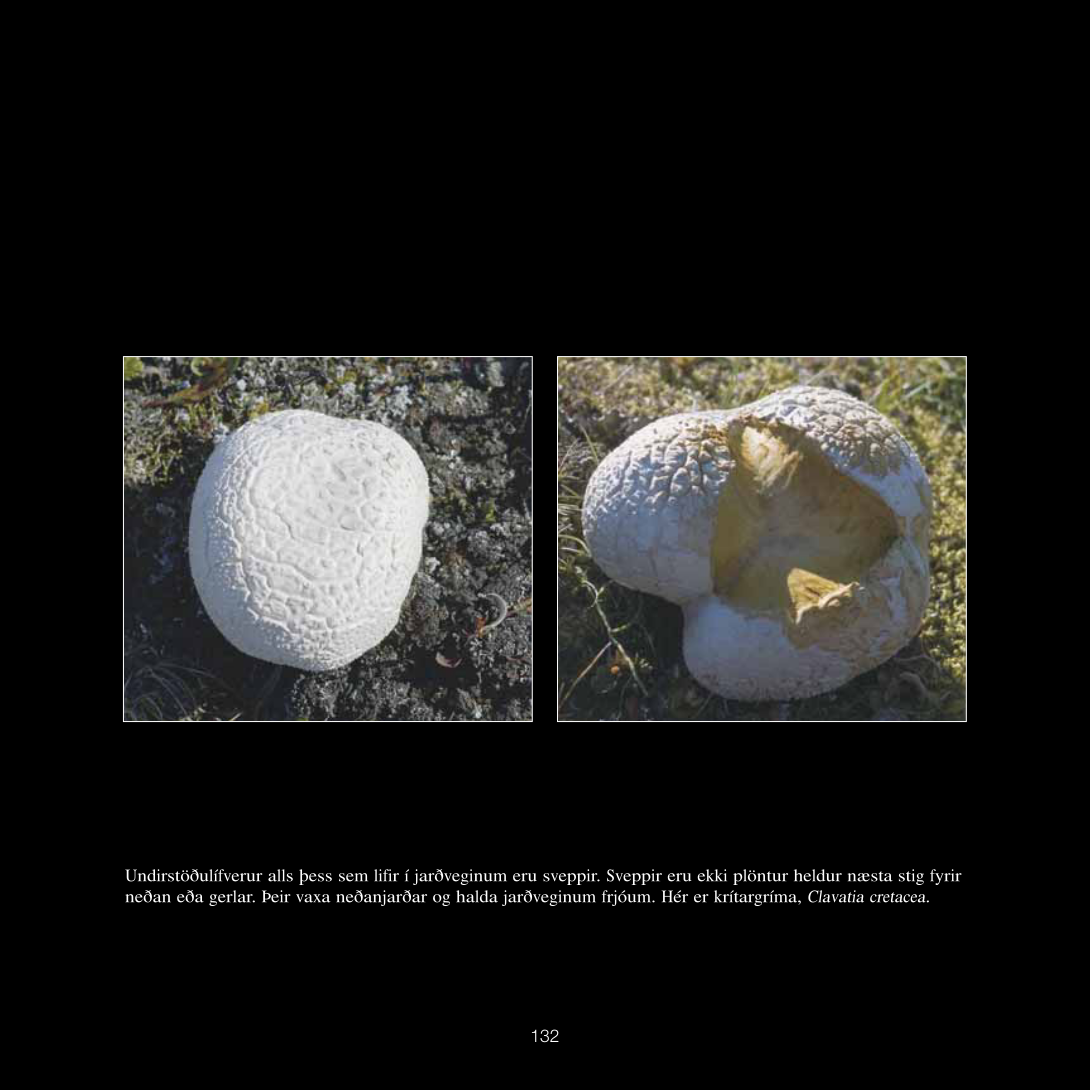 Undirstöðulífverur alls þess sem lifir í jarðveginum eru sveppir. Sveppir eru ekki plöntur heldur næsta stig fyrir
neðan eða gerlar. Þeir vaxa neðanjarðar og halda jarðveginum frjóum. Hér er krítargríma, Clavatia cretacea.
132